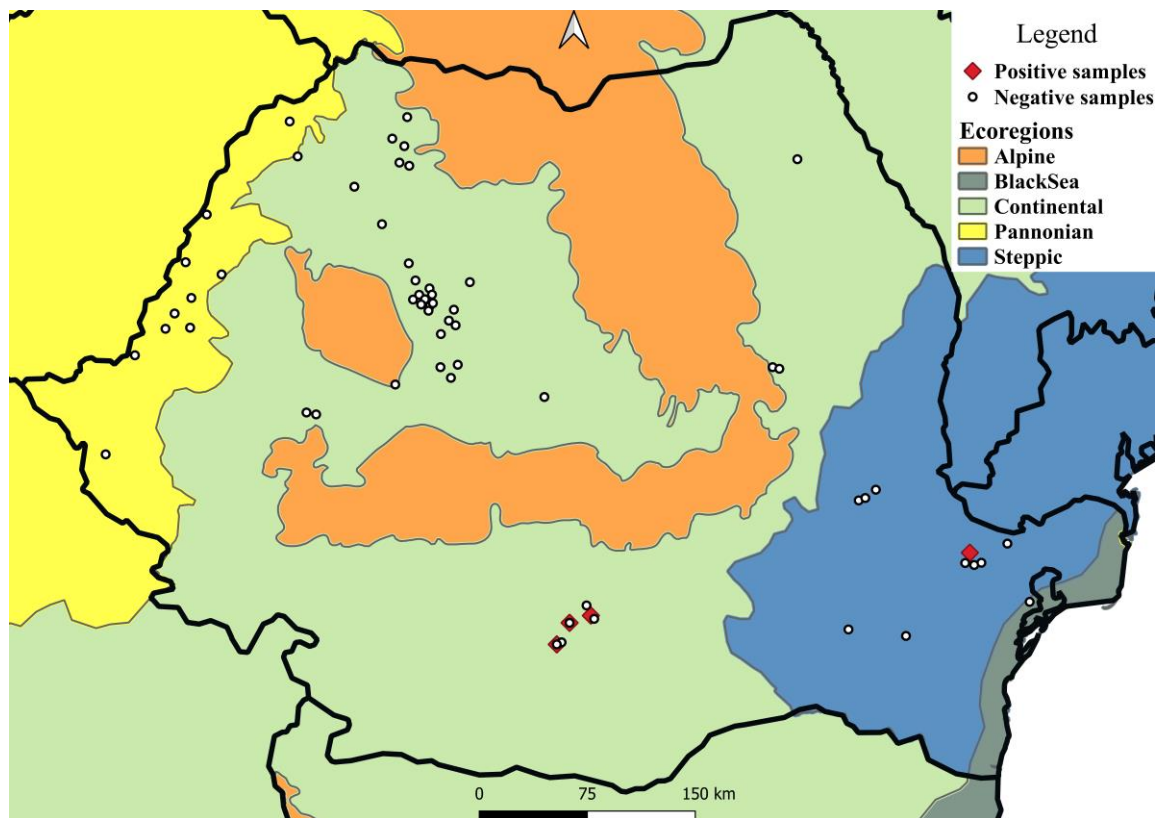 Legend
Positive samples
Negative samples
Ecoregions
Alpine
BlackSea
Continental
Pannonian
Steppic
0 75 150 km